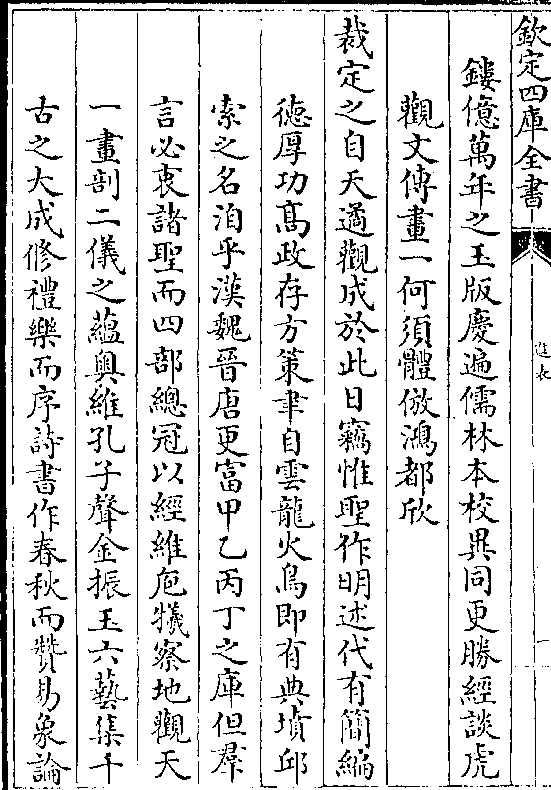 欽定四庫全書
進表
一
鏤億萬年之玉版慶遍儒林本校異同更勝經談虎
觀文傳畫一何須體倣鴻都欣
裁定之自天遹觀成於此日竊惟聖作明述代有簡編
徳厚功髙政存方策聿自雲龍火鳥即有典墳邱
索之名洎乎漢魏晉唐更富甲乙丙丁之庫但羣
言必衷諸聖而四部總冠以經維庖犧察地觀天
一畫剖二儀之藴奥維孔子聲金振玉六藝集千
古之大成修禮樂而序詩書作春秋而贊易象論